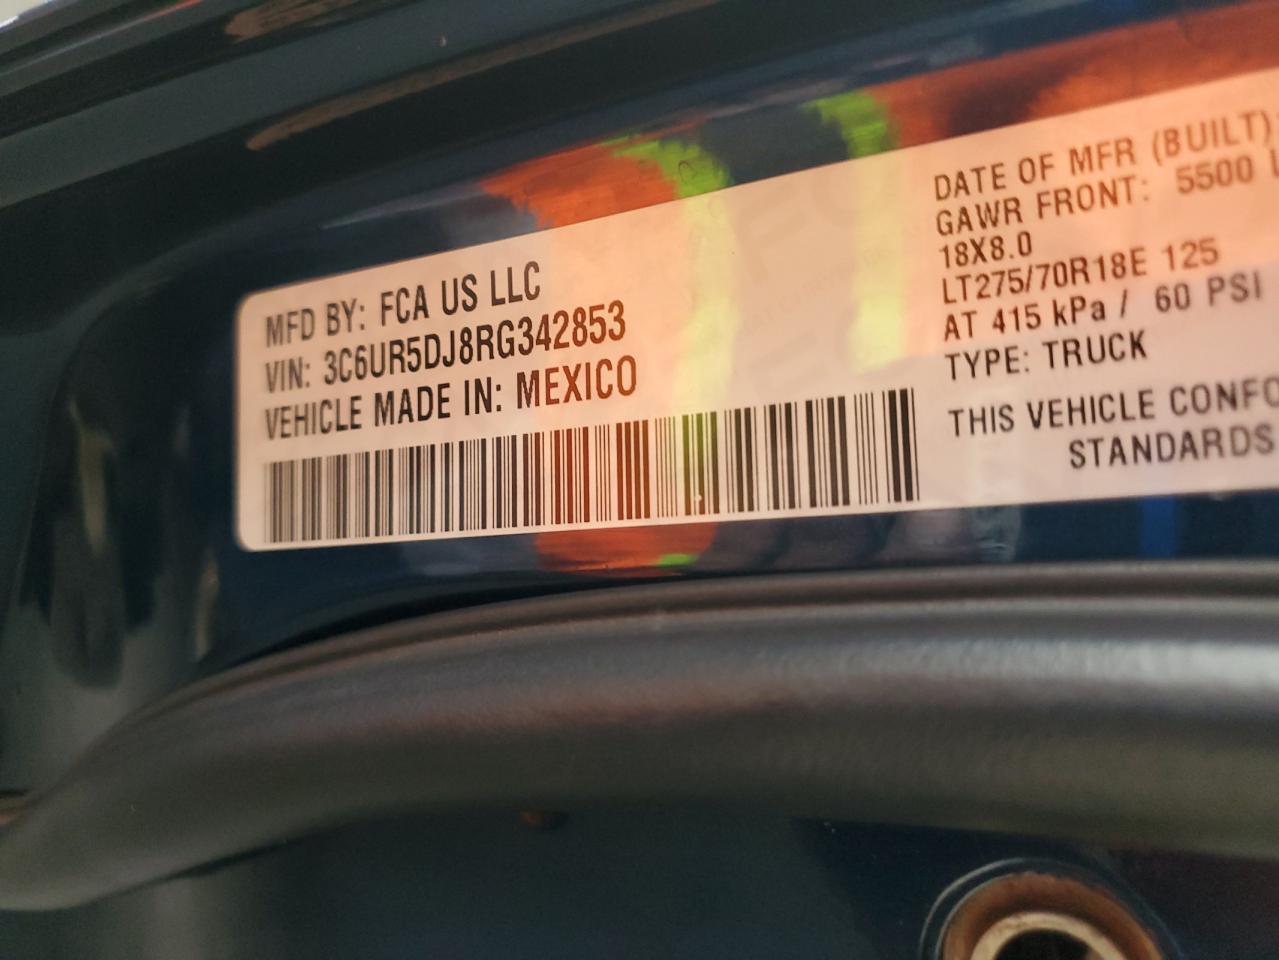 MFD BY: FCA US LLC
VIN: 3C6UR5DJ8RG342853
VEHICLE MADE IN: MEXICO
DATE OF MFR (BUILT)
GAWR FRONT: 5500
18X8.0
LT275/70R18E 125
AT 415 kPa / 60 PSI
TYPE: TRUCK
THIS VEHICLE
STANDARDS